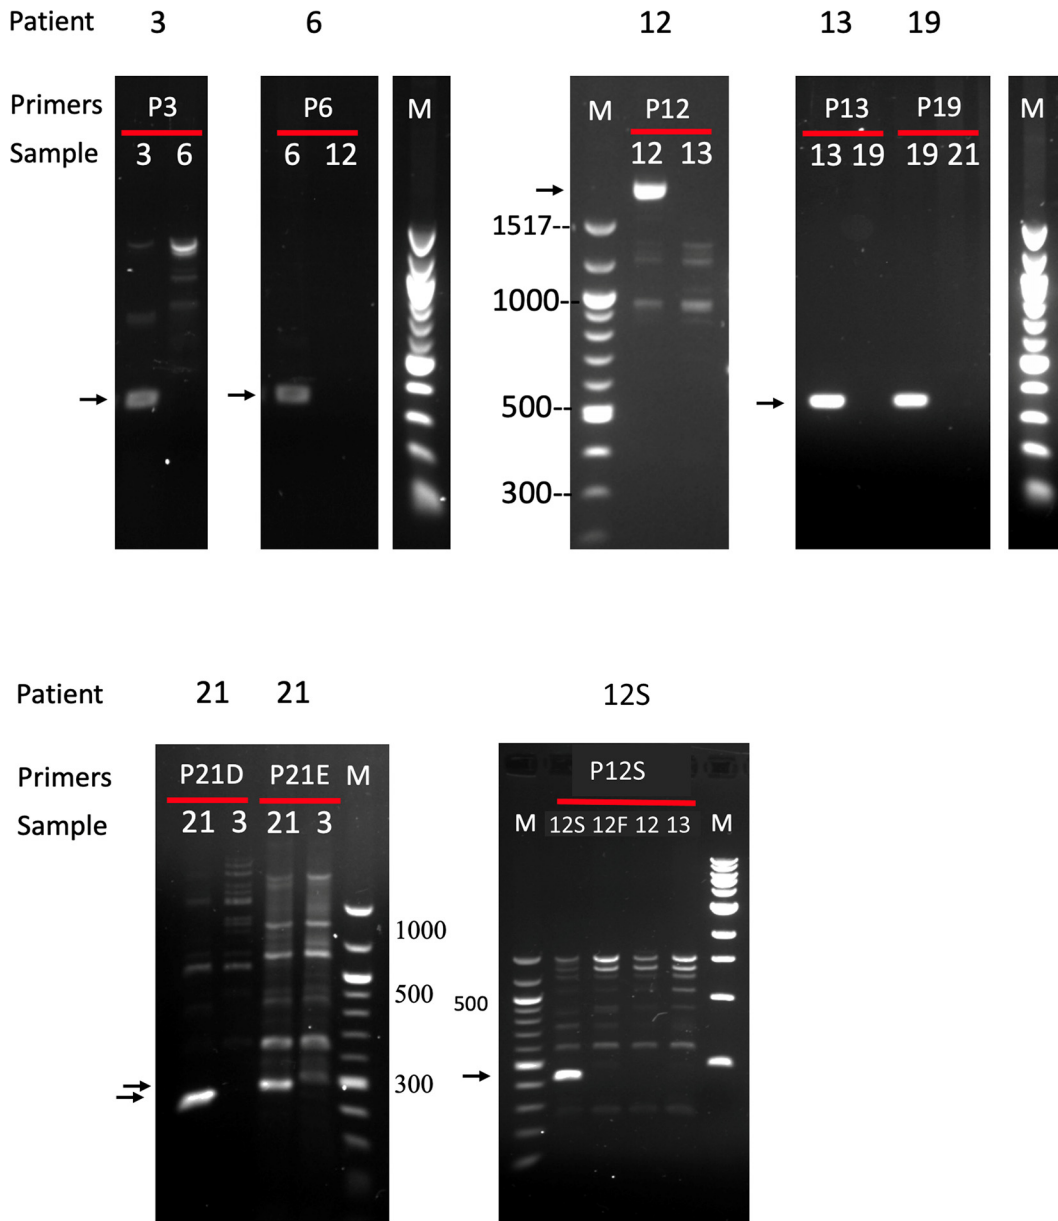 Patient 3 6 12 13 19
Primers P3 P6 M M P12 P13 P19 M
Sample 3 6 6 12 12 13 13 19 19 21
1517--
1000--
500--
300--
Patient 21 21 12S
Primers P21D P21E M P12S
Sample 21 3 21 3 M 12S 12F 12 13 M
1000
500 500
300